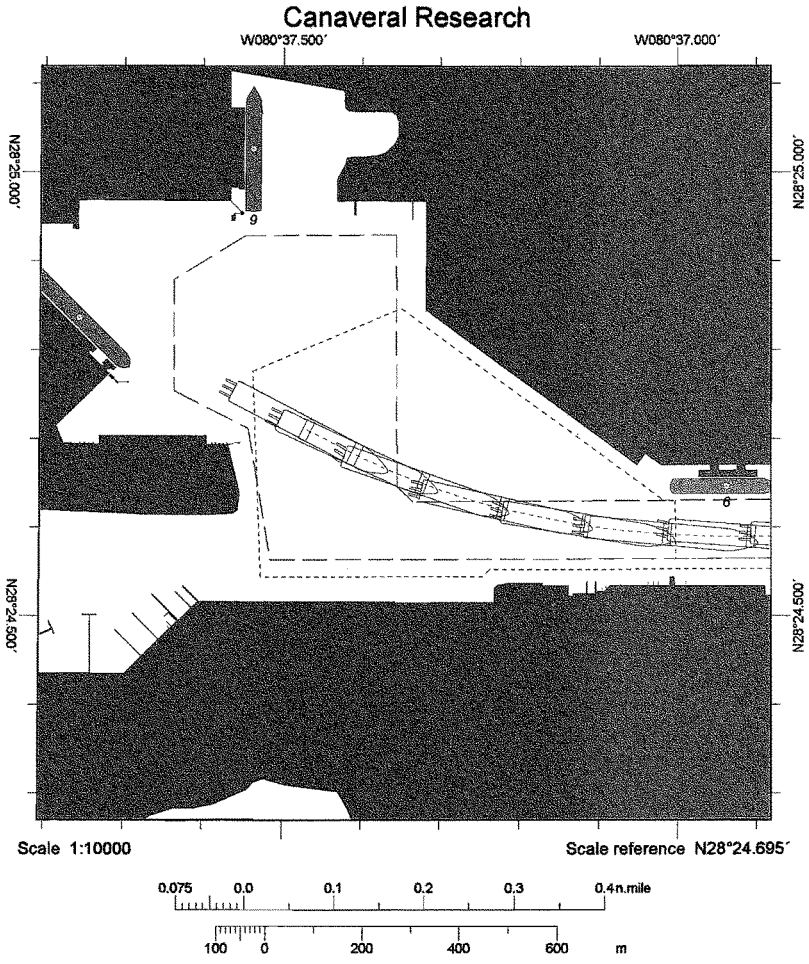 Canaveral Research
W080°37.500´ W080°37.000´
N28°25.000´ N28°25.000´
9
6
N28°24.500´ N28°24.500´
Scale 1:10000 Scale reference N28°24.695´
0.075 0.0 0.1 0.2 0.3 0.4n.mile
100 0 200 400 600 m